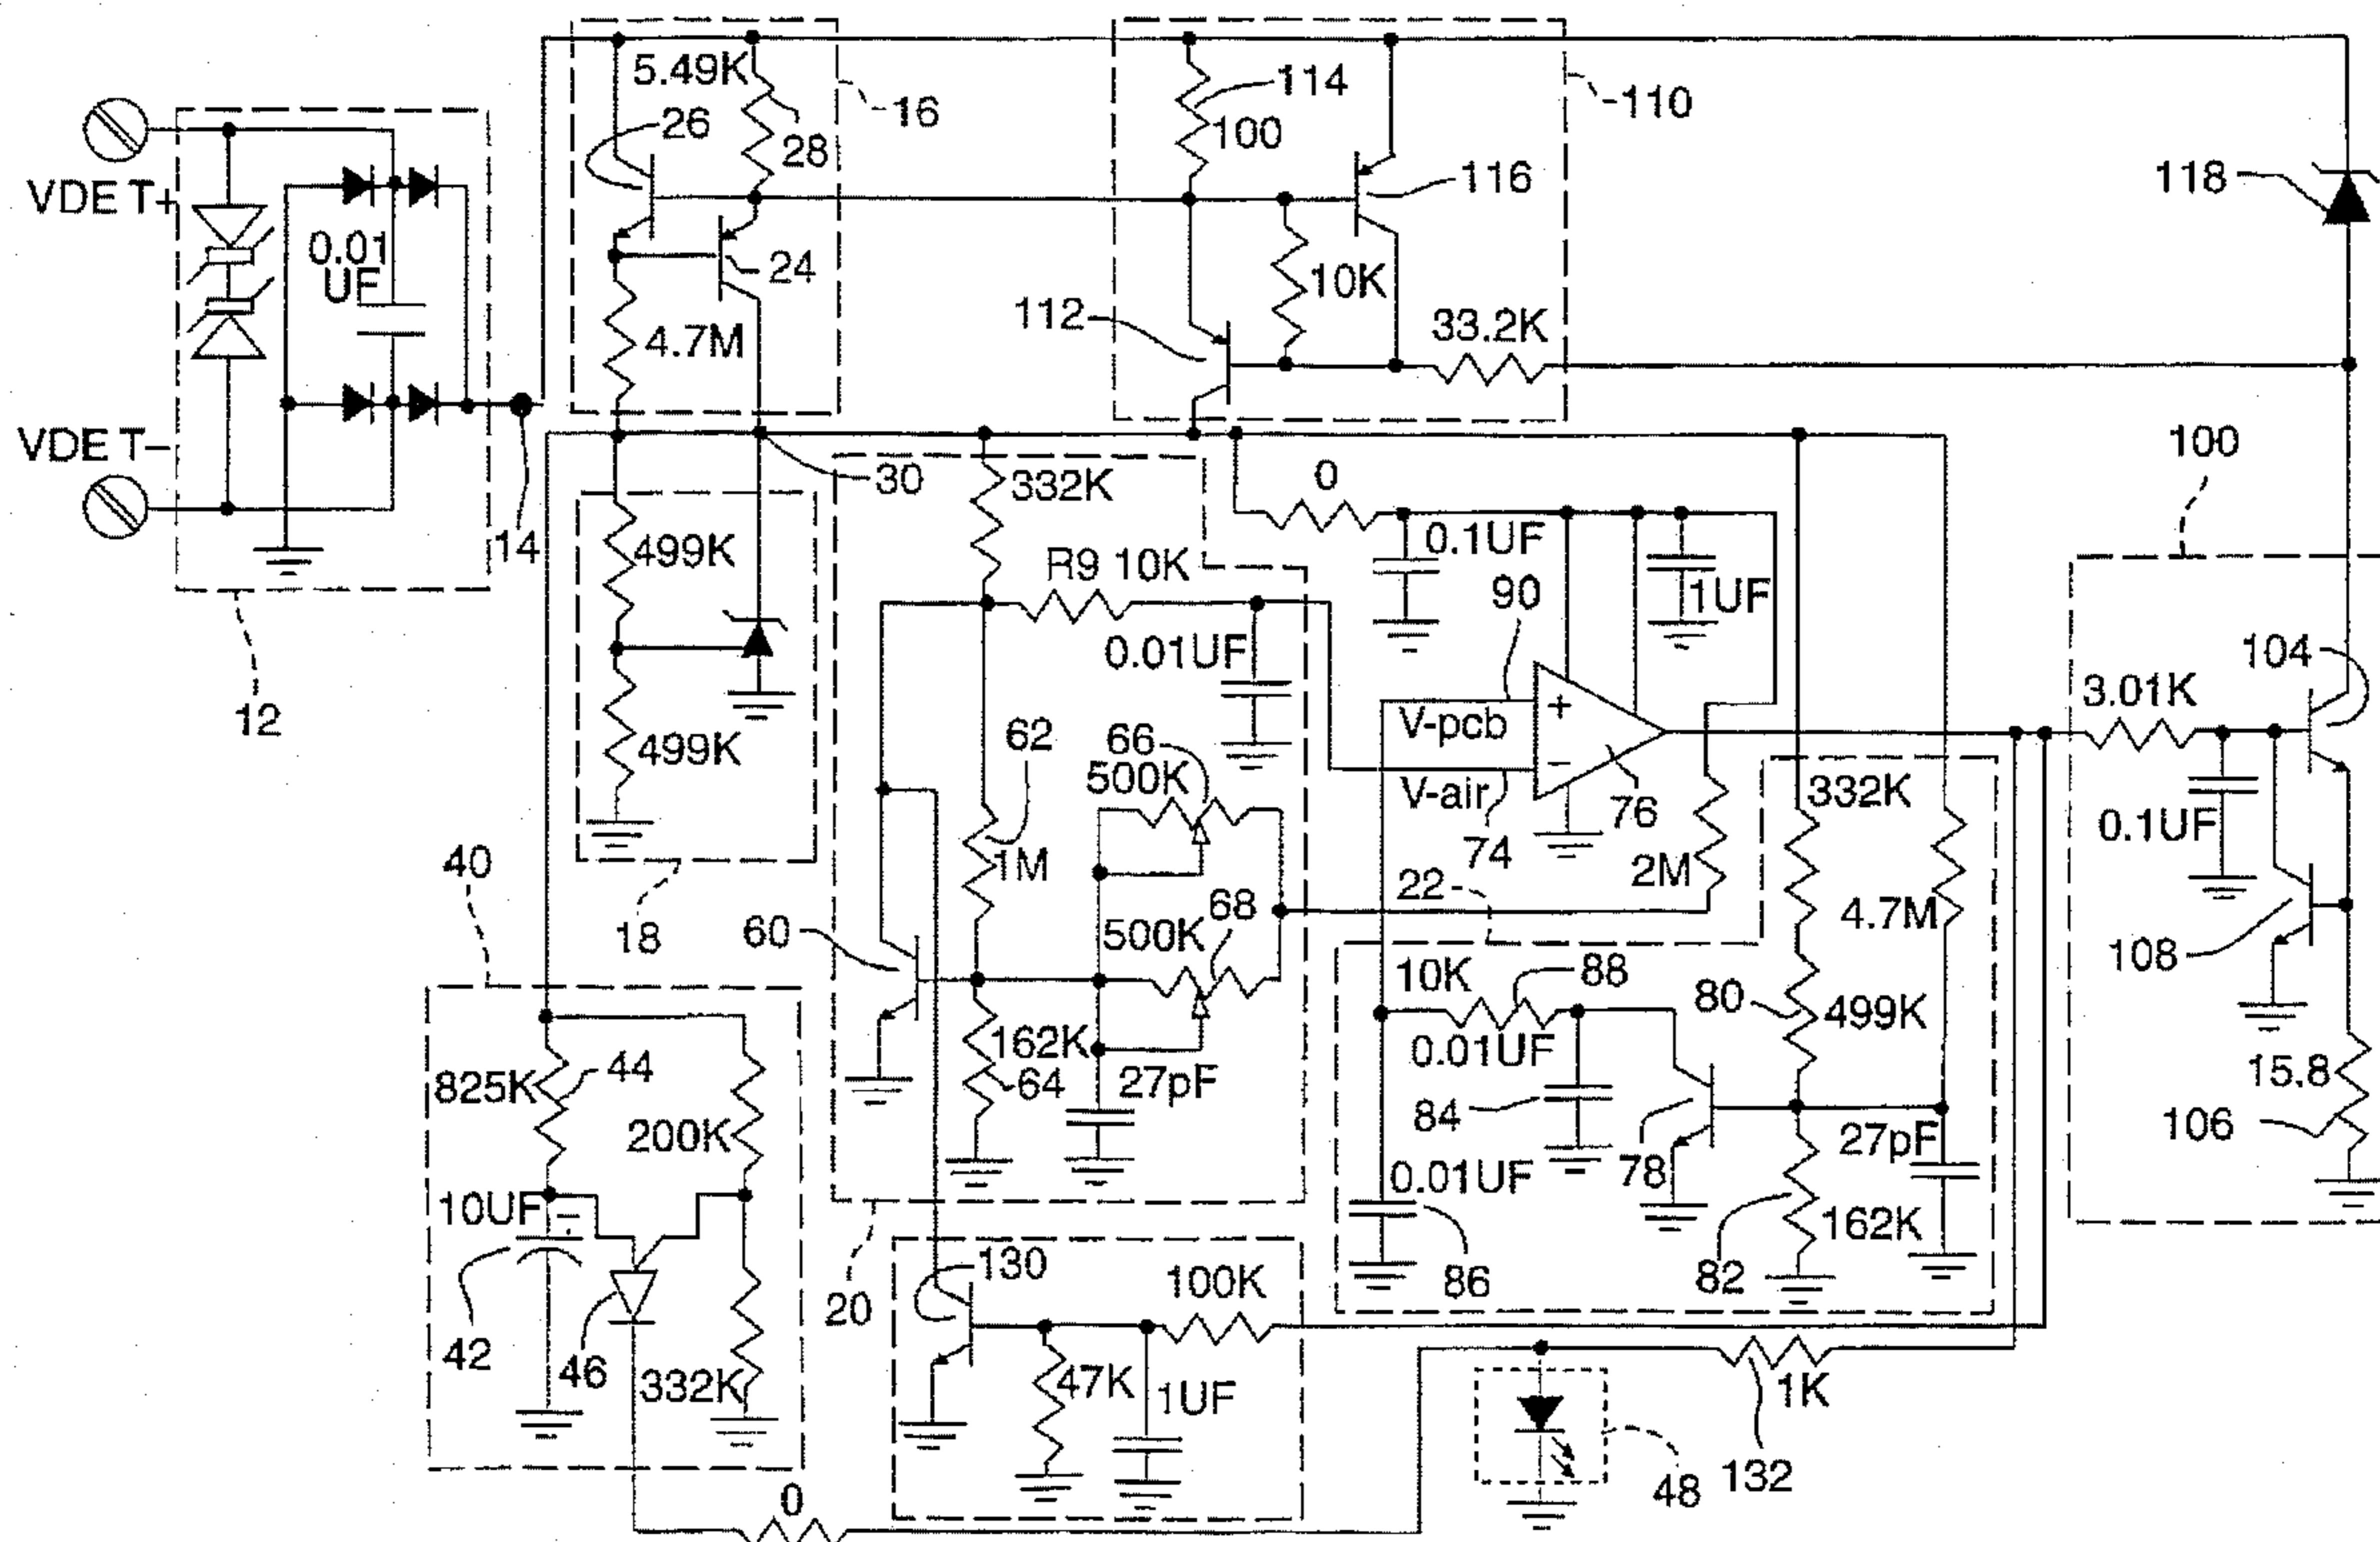 5.49K
26
28
16
114
100
110
116
118
VDE T+
0.01
UF
24
4.7M
112
10K
33.2K
VDE T-
14
30
332K
0
0.1UF
90
1UF
100
499K
R9 10K
0.01UF
104
3.01K
12
499K
62
66
500K
V-pcb
+
-
V-air
74
76
332K
0.1UF
40
18
1M
22
2M
4.7M
60
500K
68
108
10K
88
80
499K
825K
44
162K
64
27pF
0.01UF
84
15.8
106
200K
78
27pF
10UF
-
0.01UF
82
162K
42
46
332K
20
130
100K
86
47K
1UF
1K
48
132
0